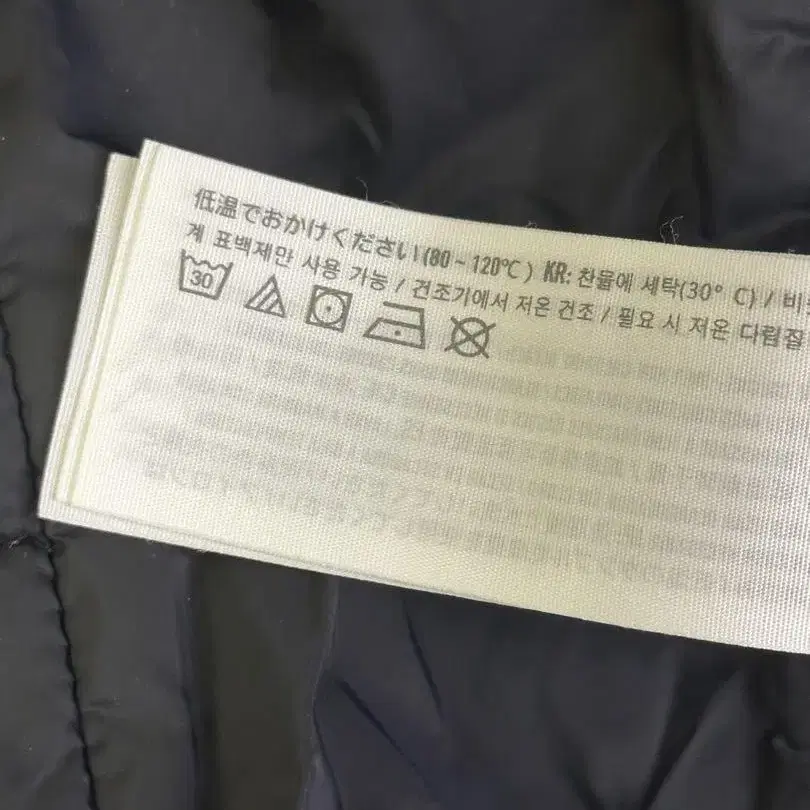 低温でおかけください(80~120℃) KR: 찬물에 세탁(30° C) / 비
계 표백제만 사용 가능 / 건조기에서 저온 건조 / 필요 시 저온 다림질
30